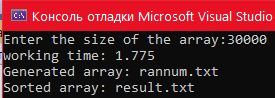 Консоль отладки Microsoft Visual Studio
Enter the size of the array:30000
working time: 1.775
Generated array: rannum.txt
Sorted array: result.txt